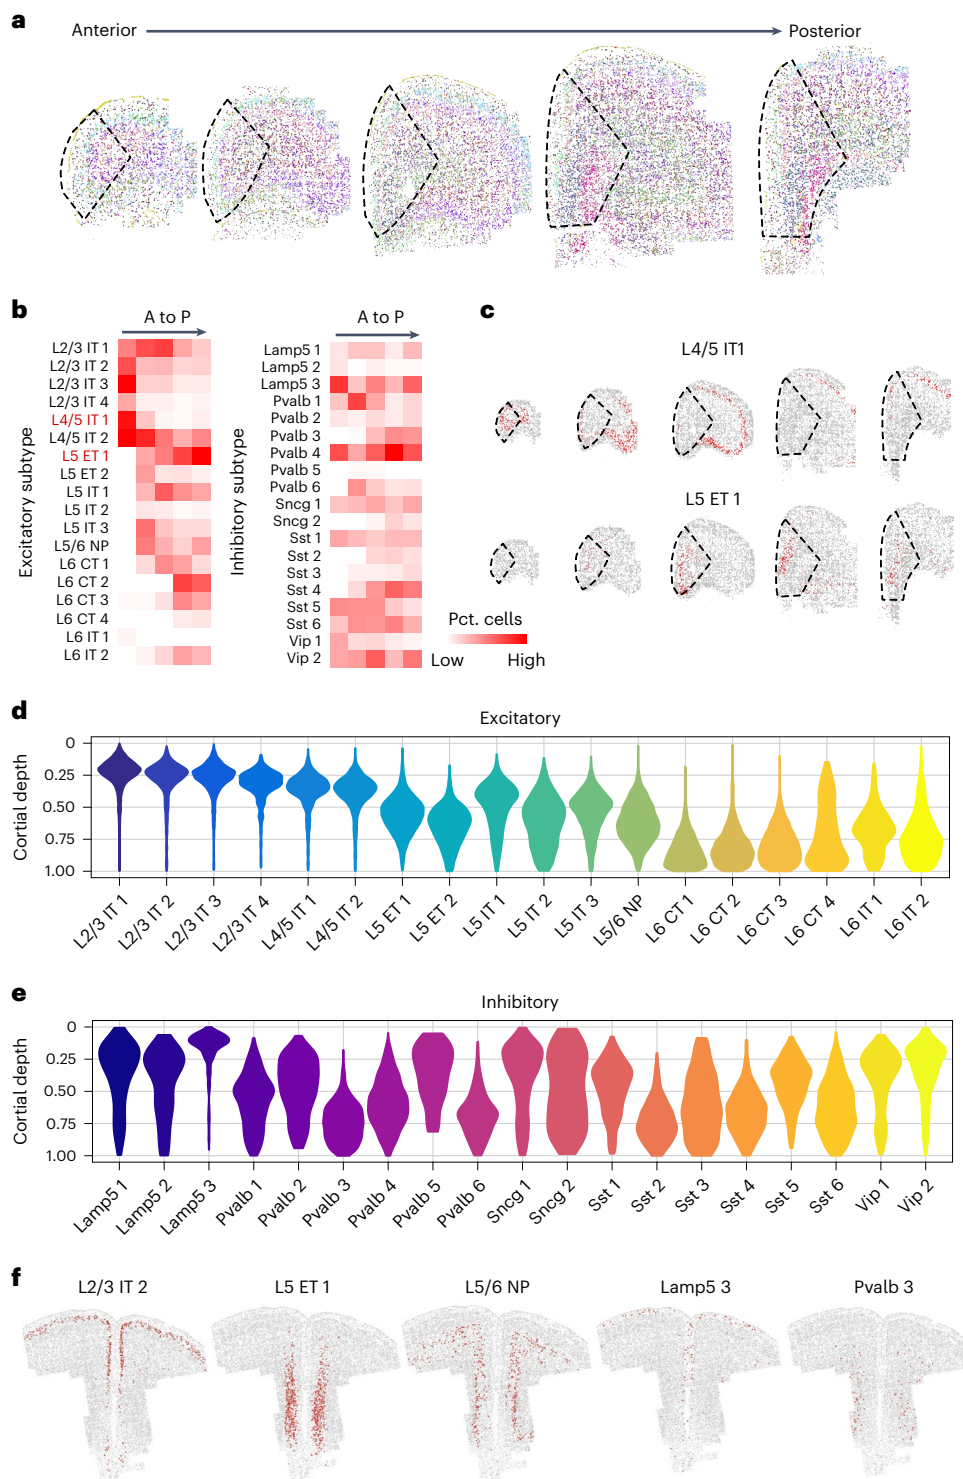 a
Anterior
Posterior
b
A to P
A to P
Excitatory subtype
L2/3 IT 1
L2/3 IT 2
L2/3 IT 3
L2/3 IT 4
L4/5 IT 1
L4/5 IT 2
L5 ET 1
L5 ET 2
L5 IT 1
L5 IT 2
L5 IT 3
L5/6 NP
L6 CT 1
L6 CT 2
L6 CT 3
L6 CT 4
L6 IT 1
L6 IT 2
Inhibitory subtype
Lamp5 1
Lamp5 2
Lamp5 3
Pvalb 1
Pvalb 2
Pvalb 3
Pvalb 4
Pvalb 5
Pvalb 6
Sncg 1
Sncg 2
Sst 1
Sst 2
Sst 3
Sst 4
Sst 5
Sst 6
Vip 1
Vip 2
Pct. cells
Low High
c
L4/5 IT1
L5 ET 1
d
Excitatory
Cortial depth
0
0.25
0.50
0.75
1.00
L2/3 IT 1
L2/3 IT 2
L2/3 IT 3
L2/3 IT 4
L4/5 IT 1
L4/5 IT 2
L5 ET 1
L5 ET 2
L5 IT 1
L5 IT 2
L5 IT 3
L5/6 NP
L6 CT 1
L6 CT 2
L6 CT 3
L6 CT 4
L6 IT 1
L6 IT 2
e
Inhibitory
Cortial depth
0
0.25
0.50
0.75
1.00
Lamp5 1
Lamp5 2
Lamp5 3
Pvalb 1
Pvalb 2
Pvalb 3
Pvalb 4
Pvalb 5
Pvalb 6
Sncg 1
Sncg 2
Sst 1
Sst 2
Sst 3
Sst 4
Sst 5
Sst 6
Vip 1
Vip 2
f
L2/3 IT 2
L5 ET 1
L5/6 NP
Lamp5 3
Pvalb 3